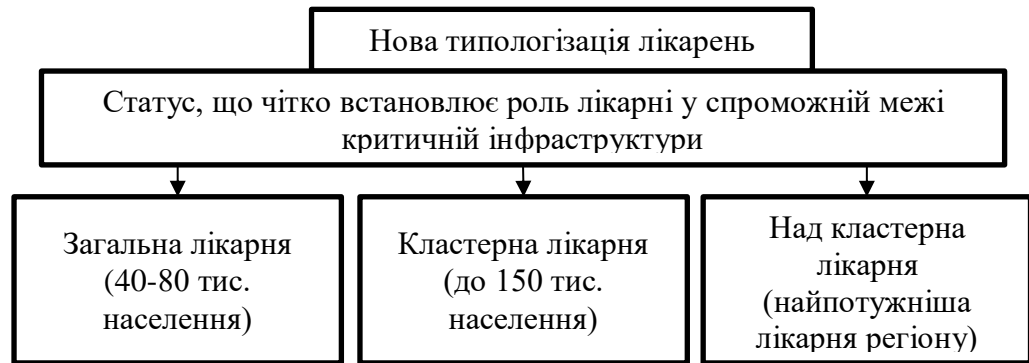 Нова типологізація лікарень
Статус, що чітко встановлює роль лікарні у спроможній межі
критичній інфраструктури
Загальна лікарня
(40-80 тис.
населення)
Кластерна лікарня
(до 150 тис.
населення)
Над кластерна
лікарня
(найпотужніша
лікарня регіону)